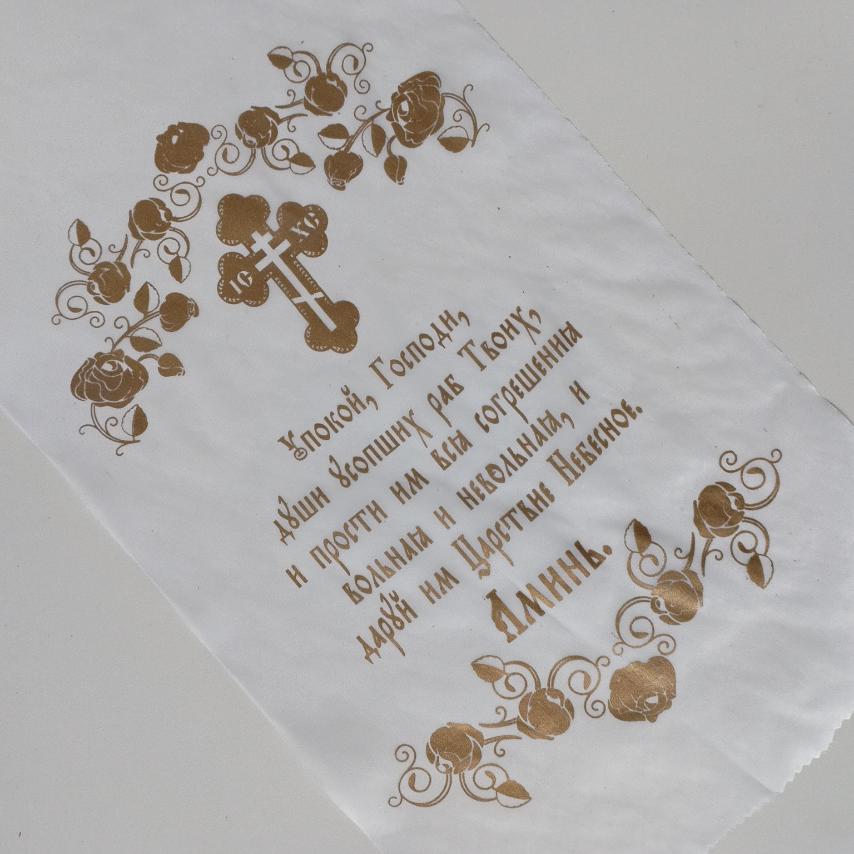 ІС ХС
Упокой, Господи,
души усопших раб Твоих,
и прости им вся согрешения
вольная и невольная, и
даруй им Царствие Небесное.
Аминь.